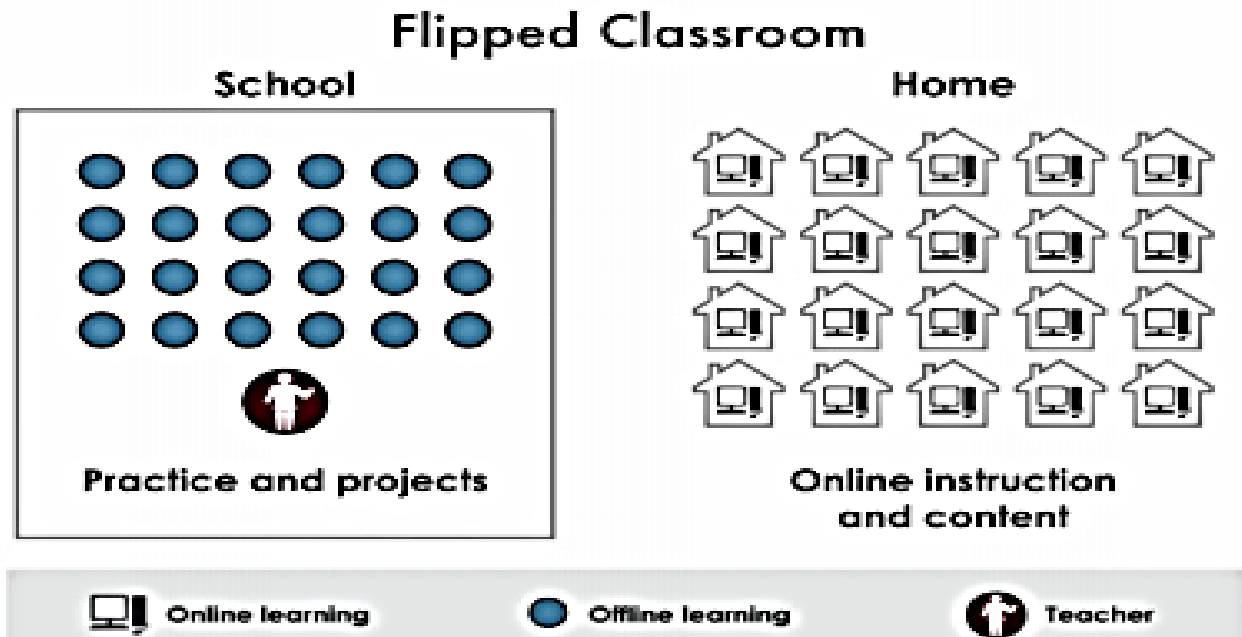 Flipped Classroom
School
Home
Practice and projects
Online instruction
and content
Online learning
Offline learning
Teacher